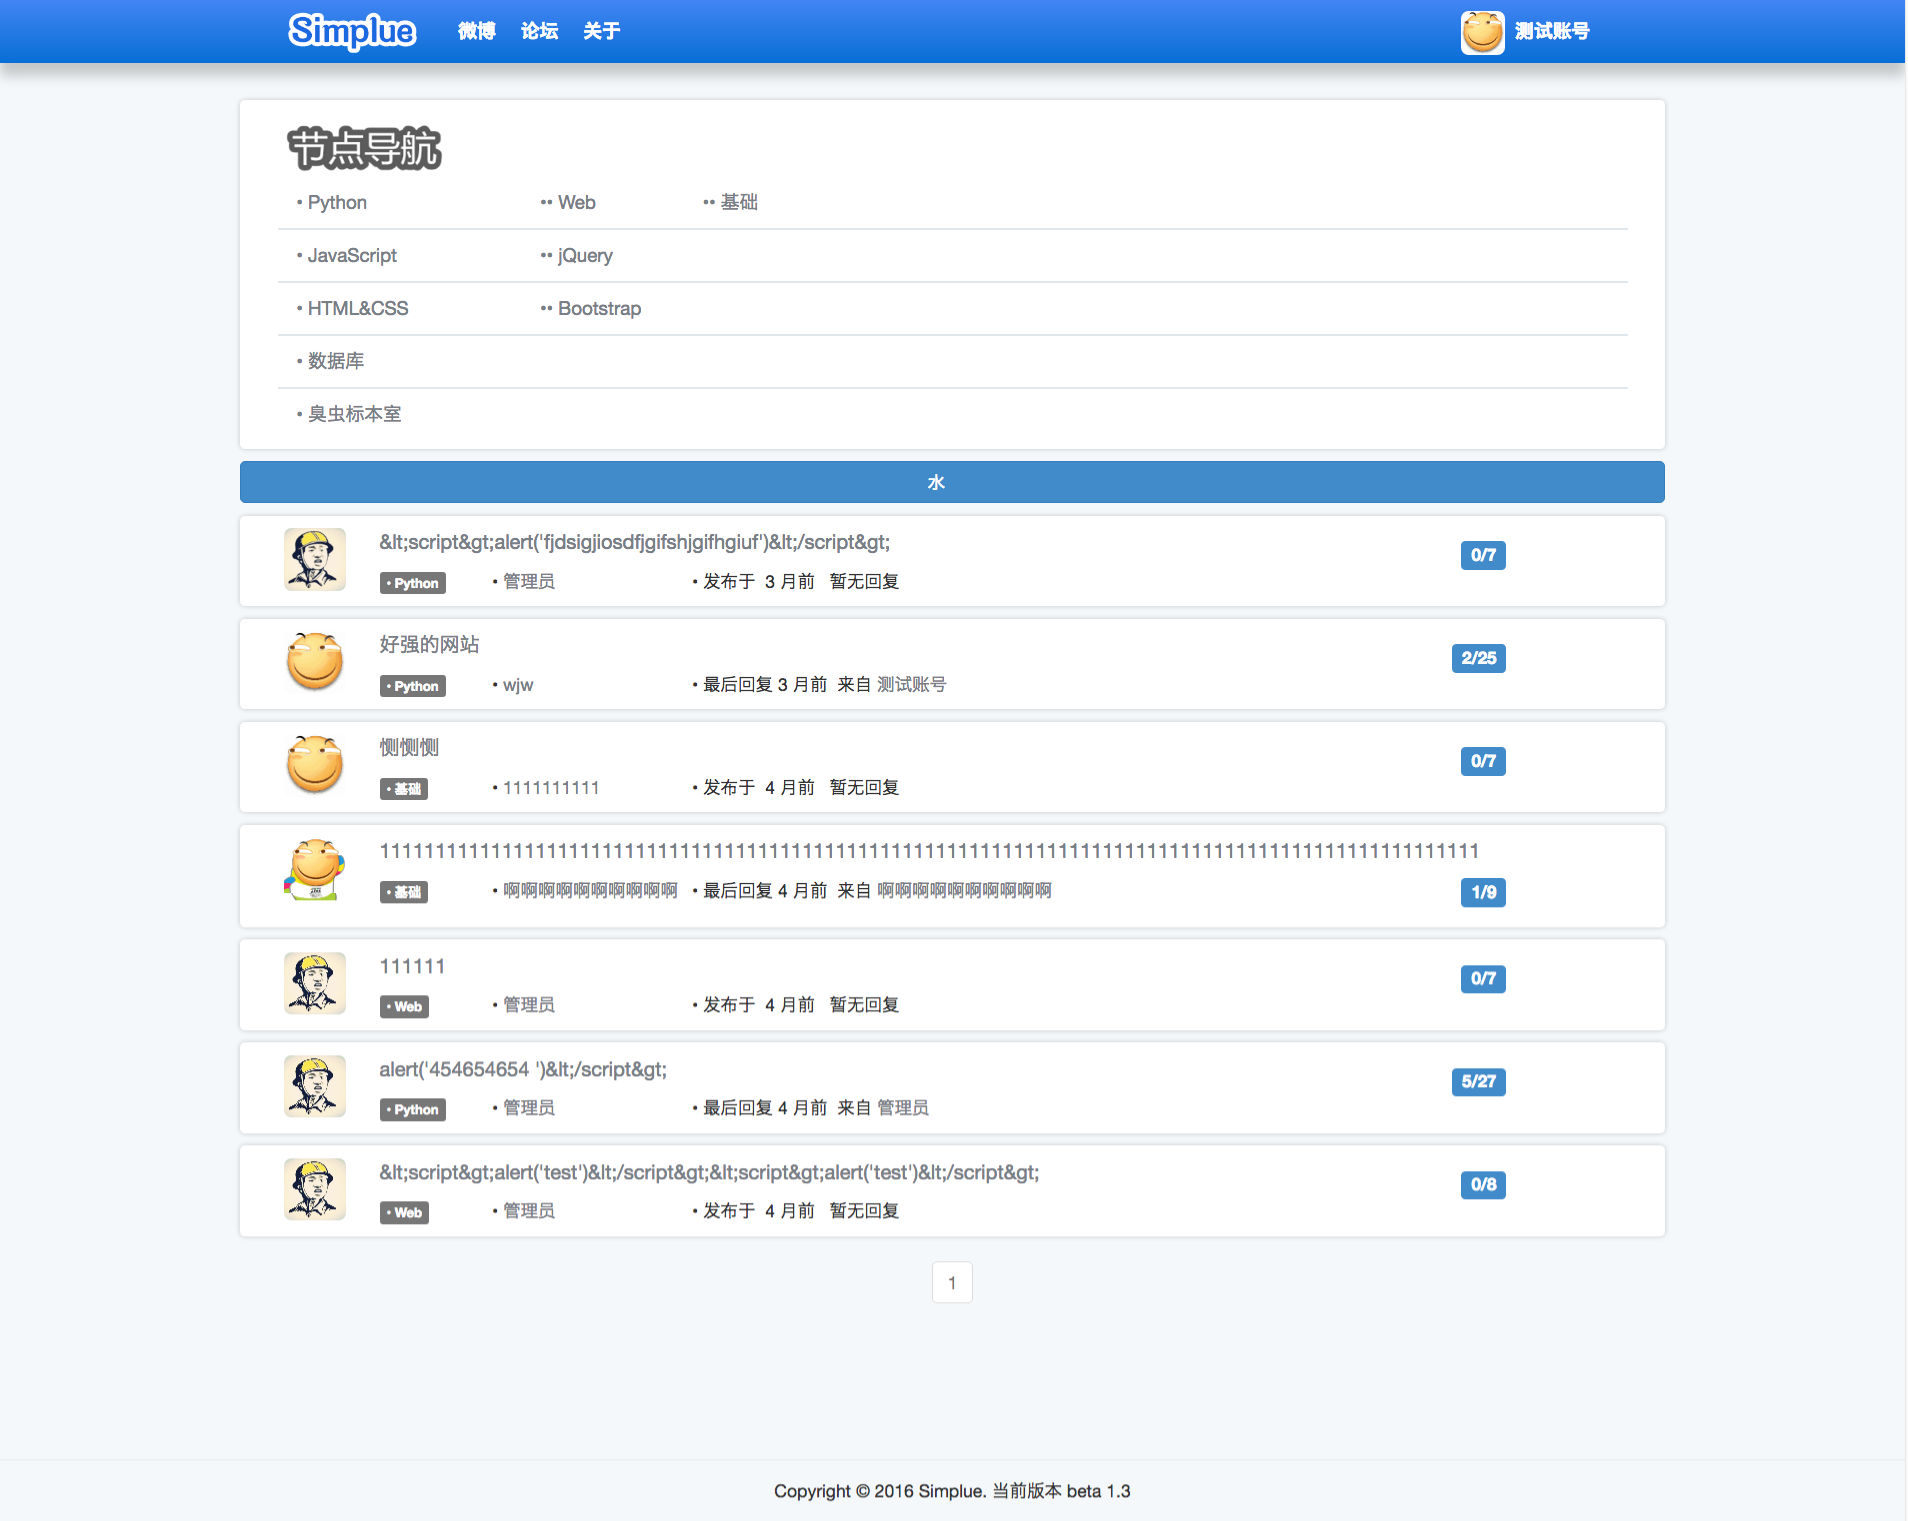 Simplue 微博 论坛 关于 测试账号
节点导航
• Python •• Web •• 基础
• JavaScript •• jQuery
• HTML&CSS •• Bootstrap
• 数据库
• 臭虫标本室
水
&lt;script&gt;alert('fjdsigjiosdfjgifshjgifhgiuf')&lt;/script&gt;
0/7
• Python • 管理员 • 发布于 3 月前 暂无回复
好强的网站
2/25
• Python • wjw • 最后回复 3 月前 来自 测试账号
恻恻恻
0/7
• 基础 • 1111111111 • 发布于 4 月前 暂无回复
• 基础 • 啊啊啊啊啊啊啊啊啊啊 • 最后回复 4 月前 来自 啊啊啊啊啊啊啊啊啊啊
1/9
111111
0/7
• Web • 管理员 • 发布于 4 月前 暂无回复
alert('454654654 ')&lt;/script&gt;
5/27
• Python • 管理员 • 最后回复 4 月前 来自 管理员
&lt;script&gt;alert('test')&lt;/script&gt;&lt;script&gt;alert('test')&lt;/script&gt;
0/8
• Web • 管理员 • 发布于 4 月前 暂无回复
1
Copyright © 2016 Simplue. 当前版本 beta 1.3